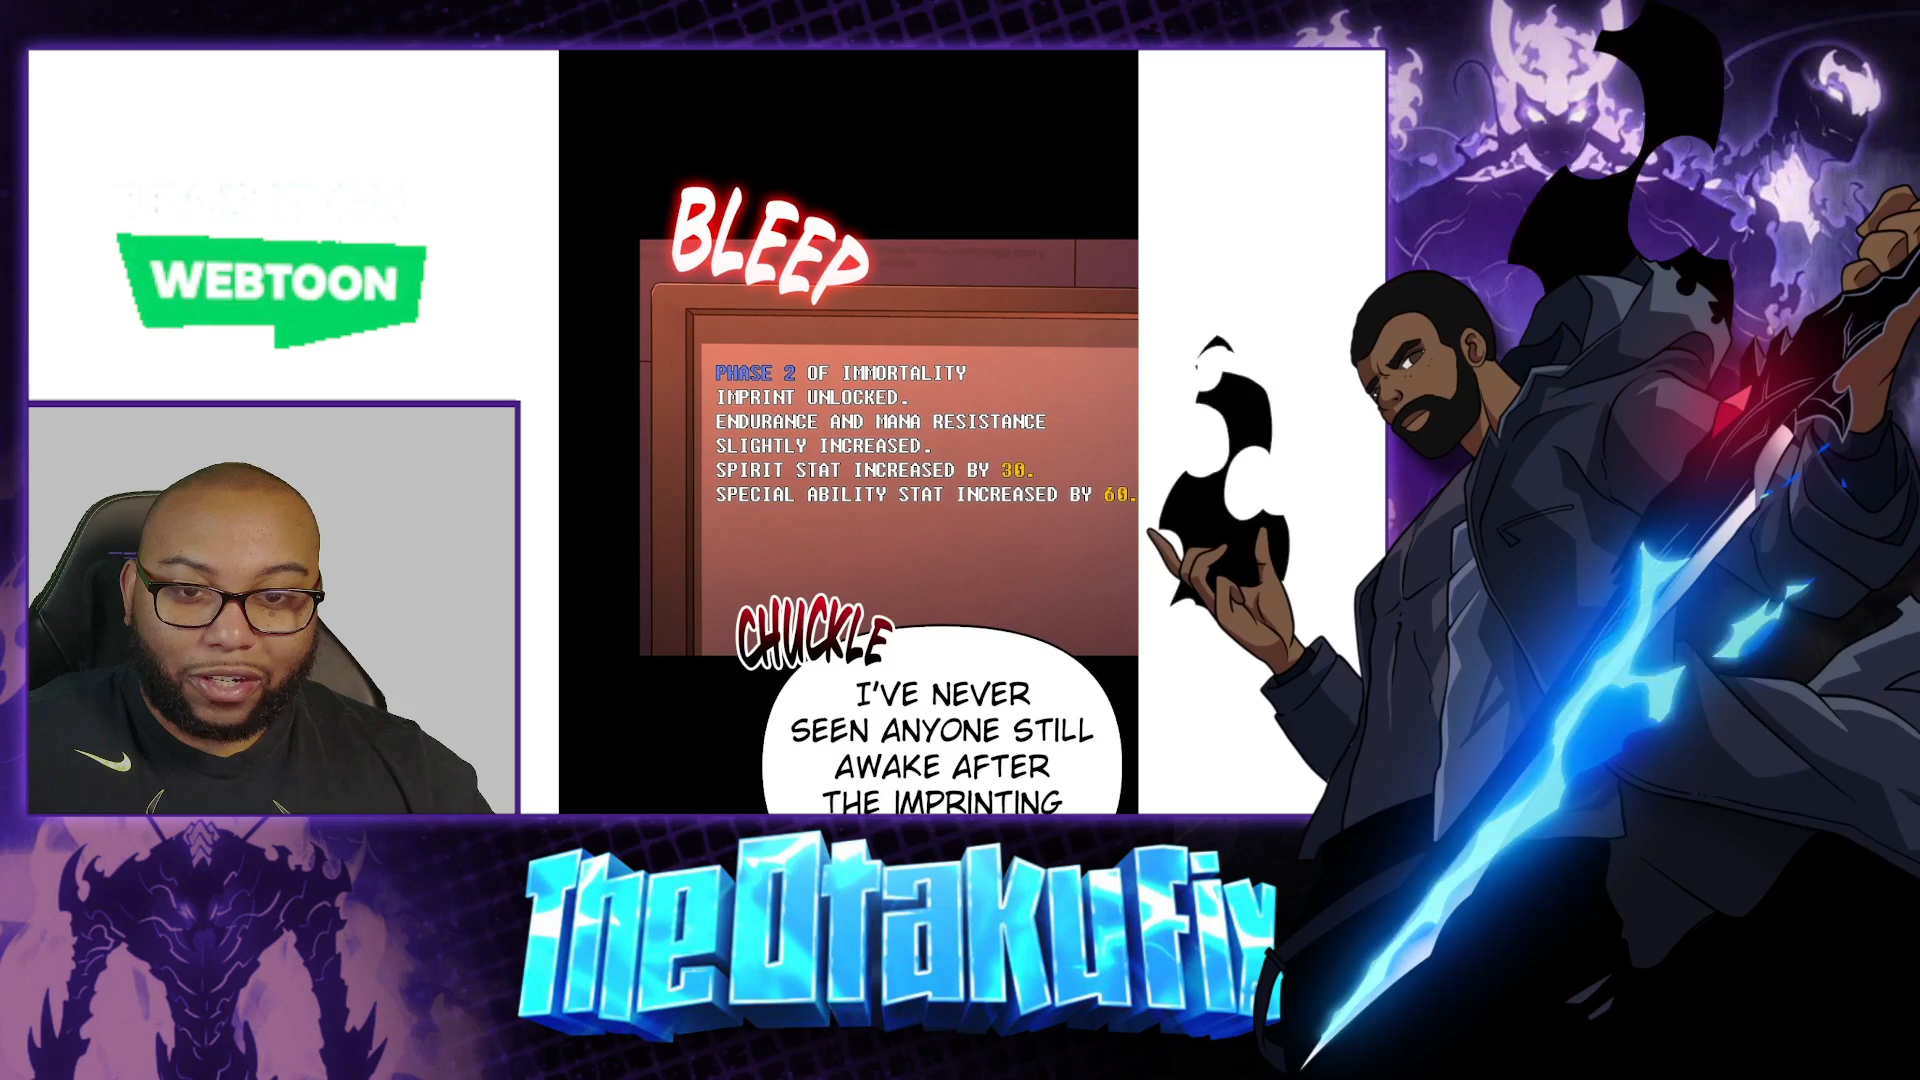 WEBTOON
BLEEP
PHASE 2 OF IMMORTALITY
IMPRINT UNLOCKED.
ENDURANCE AND MANA RESISTANCE
SLIGHTLY INCREASED.
SPIRIT STAT INCREASED BY 30.
SPECIAL ABILITY STAT INCREASED BY 60.
CHUCKLE
I'VE NEVER
SEEN ANYONE STILL
AWAKE AFTER
THE IMPRINTING
TheOtakuFix